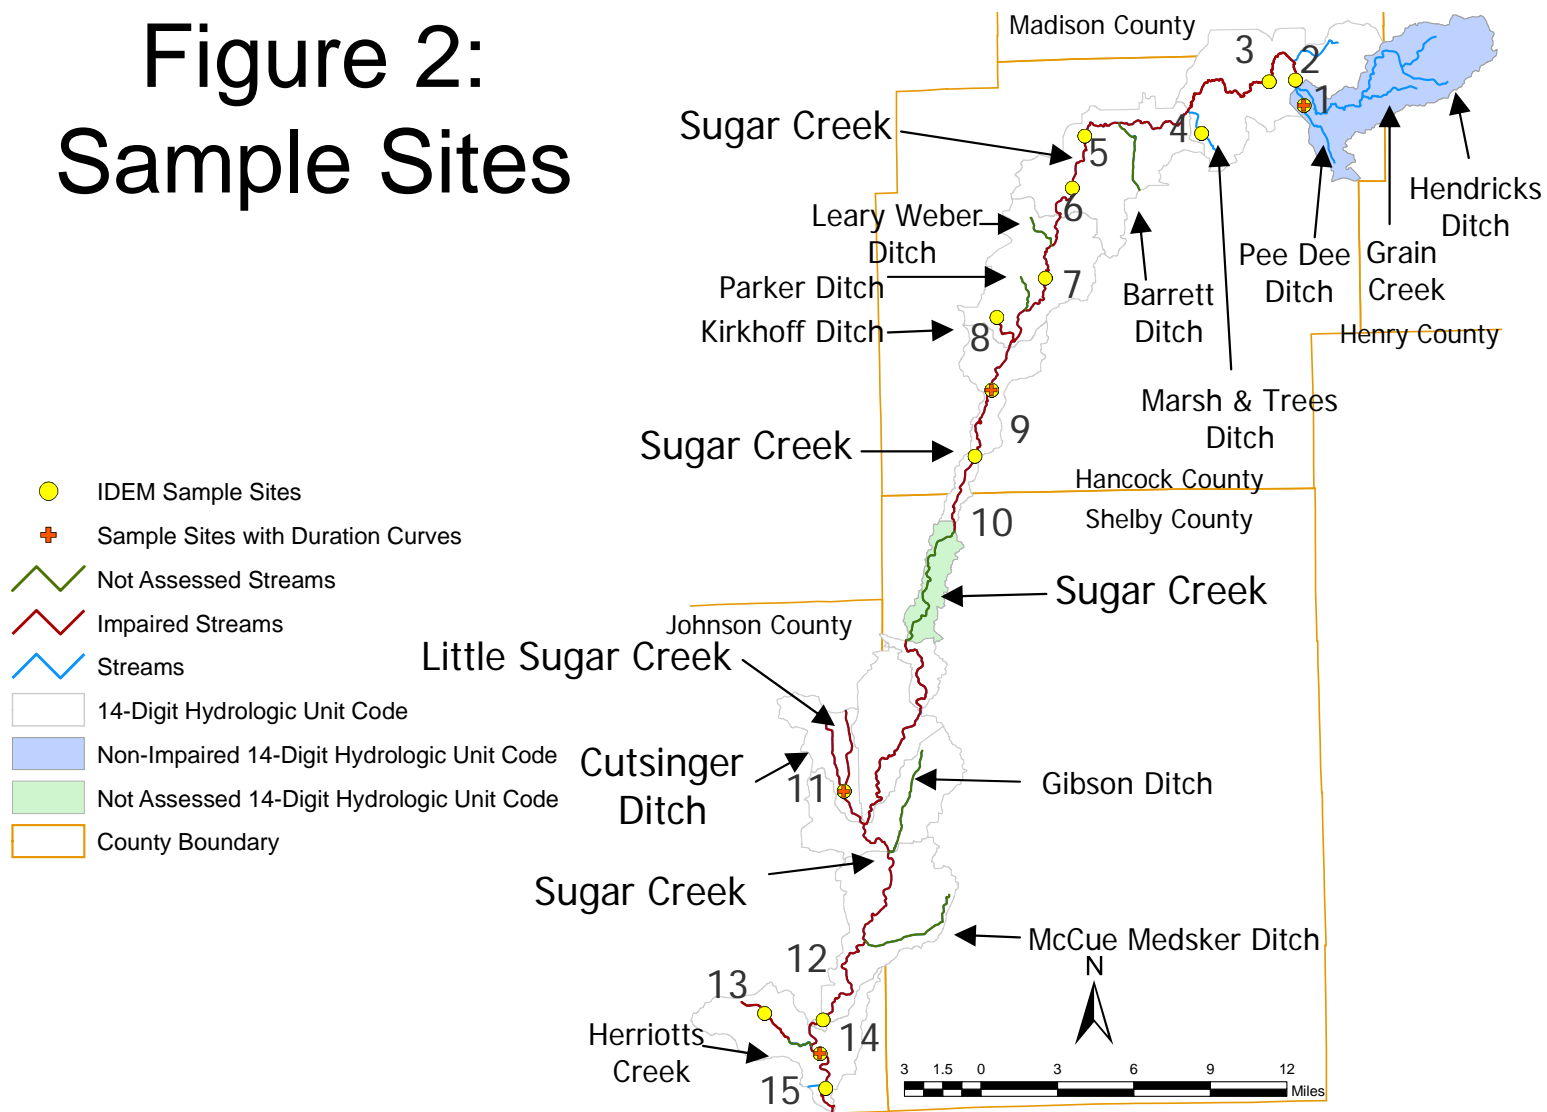 Figure 2:
Sample Sites
Madison County
3
2
1
Sugar Creek
4
5
Hendricks
Ditch
6
Leary Weber
Ditch
Pee Dee
Ditch
Grain
Creek
7
Parker Ditch
Barrett
Ditch
Kirkhoff Ditch
8
Henry County
Marsh & Trees
Ditch
9
Sugar Creek
Hancock County
10
Shelby County
IDEM Sample Sites
Sample Sites with Duration Curves
Not Assessed Streams
Impaired Streams
Streams
14-Digit Hydrologic Unit Code
Non-Impaired 14-Digit Hydrologic Unit Code
Not Assessed 14-Digit Hydrologic Unit Code
County Boundary
Sugar Creek
Johnson County
Little Sugar Creek
Cutsinger
Ditch
11
Gibson Ditch
Sugar Creek
McCue Medsker Ditch
12
N
13
14
Herriotts
Creek
15
3 1.5 0 3 6 9 12
Miles